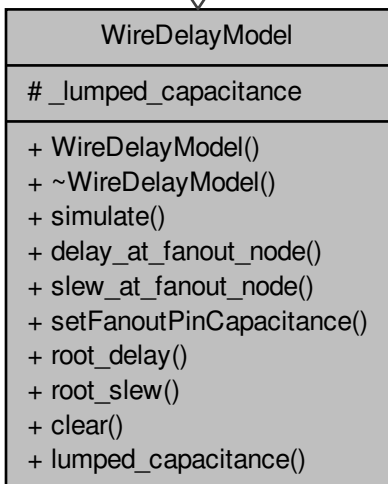 WireDelayModel
# _lumped_capacitance
+ WireDelayModel()
+ ~WireDelayModel()
+ simulate()
+ delay_at_fanout_node()
+ slew_at_fanout_node()
+ setFanoutPinCapacitance()
+ root_delay()
+ root_slew()
+ clear()
+ lumped_capacitance()